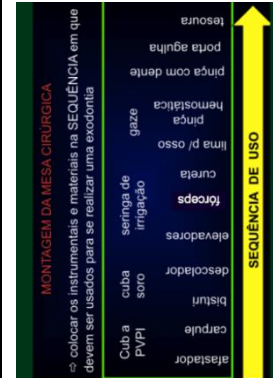 MONTAGEM DA MESA CIRÚRGICA
⇨ colocar os instrumentais e materiais na SEQUÊNCIA em que
devem ser usados para se realizar uma exodontia
Cub a
PVPI
cuba
soro
seringa de
irrigação
gaze
afastador
carpule
bisturi
descolador
elevadores
fórceps
cureta
lima p/ osso
pinça
hemostática
pinça com dente
porta agulha
tesoura
SEQUÊNCIA DE USO